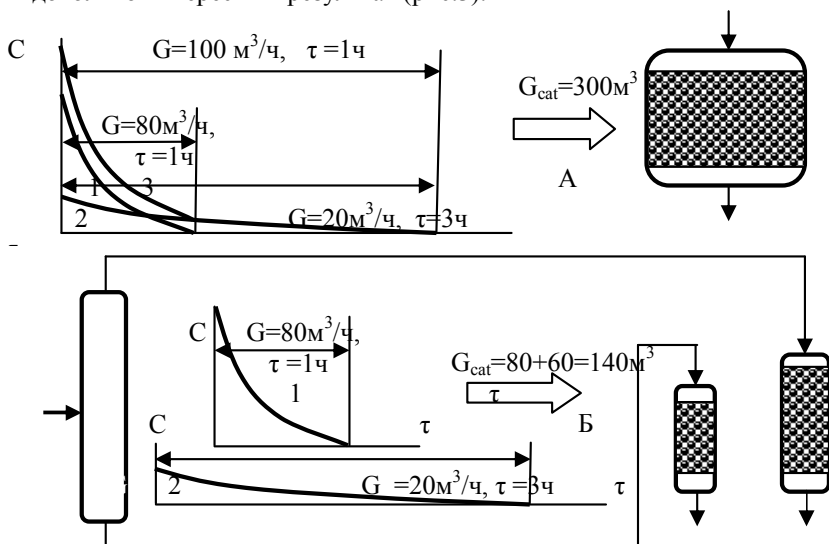 С
G=100 м³/ч, τ =1ч
G_cat=300м³
G=80м³/ч,
τ =1ч
1 3
А
2
G=20м³/ч, τ=3ч
С
G=80м³/ч,
τ =1ч
1
G_cat=80+60=140м³
τ
τ
Б
С
2
G =20м³/ч, τ =3ч
τ